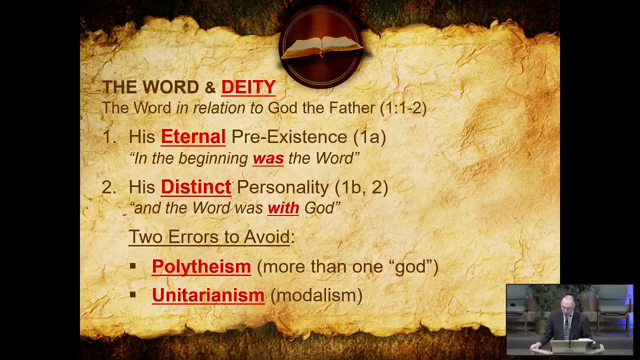 THE WORD & DEITY
The Word in relation to God the Father (1:1-2)
1. His Eternal Pre-Existence (1a)
“In the beginning was the Word”
2. His Distinct Personality (1b, 2)
“and the Word was with God”
Two Errors to Avoid:
▪ Polytheism (more than one “god”)
▪ Unitarianism (modalism)